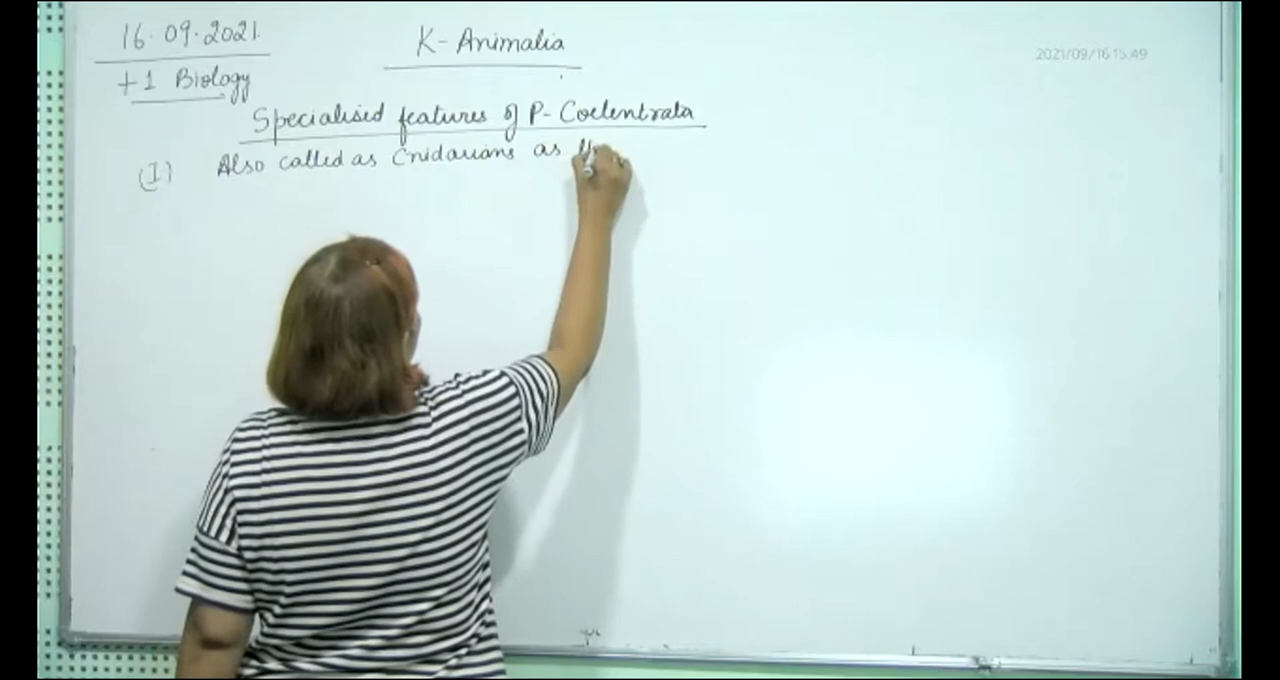 16.09.2021.
K- Animalia
2021/09/16 15:49
+1 Biology
Specialised features of P- Coelentrata
(I) Also called as Cnidarians as